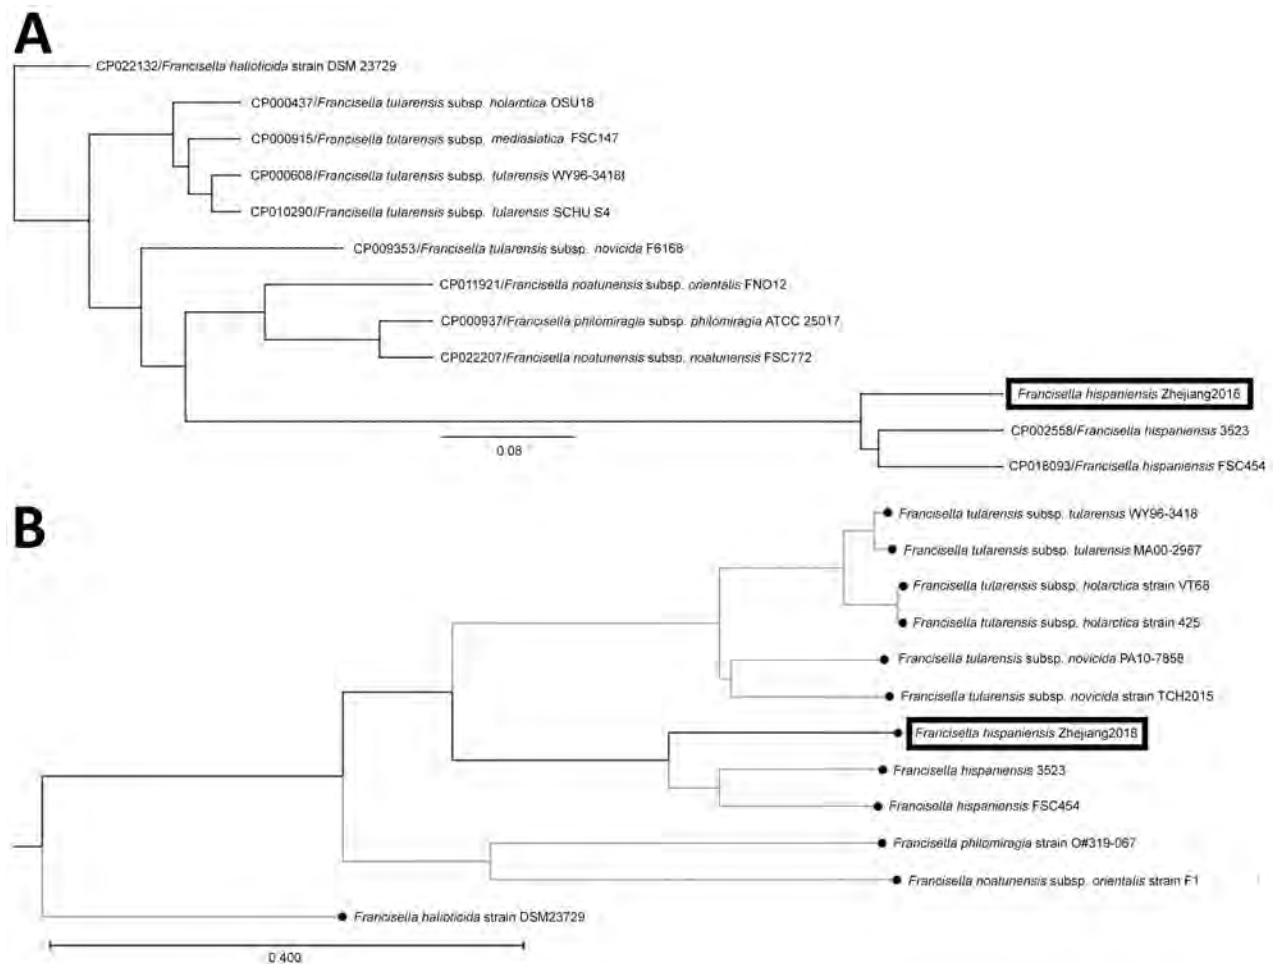 A
CP022132/Francisella halioticida strain DSM 23729
CP000437/Francisella tularensis subsp. holarctica OSU18
CP000915/Francisella tularensis subsp. mediasiatica FSC147
CP000608/Francisella tularensis subsp. tularensis WY96-3418
CP010290/Francisella tularensis subsp. tularensis SCHU S4
CP009353/Francisella tularensis subsp. novicida F6168
CP011921/Francisella noatunensis subsp. orientalis FNO12
CP000937/Francisella philomiragia subsp. philomiragia ATCC 25017
CP022207/Francisella noatunensis subsp. noatunensis FSC772
Francisella hispaniensis Zhejiang2018
CP002558/Francisella hispaniensis 3523
CP018093/Francisella hispaniensis FSC454
0.08
B
Francisella tularensis subsp. tularensis WY96-3418
Francisella tularensis subsp. tularensis MA00-2987
Francisella tularensis subsp. holarctica strain VT68
Francisella tularensis subsp. holarctica strain 425
Francisella tularensis subsp. novicida PA10-7858
Francisella tularensis subsp. novicida strain TCH2015
Francisella hispaniensis Zhejiang2018
Francisella hispaniensis 3523
Francisella hispaniensis FSC454
Francisella philomiragia strain O#319-067
Francisella noatunensis subsp. orientalis strain F1
Francisella halioticida strain DSM23729
0.400